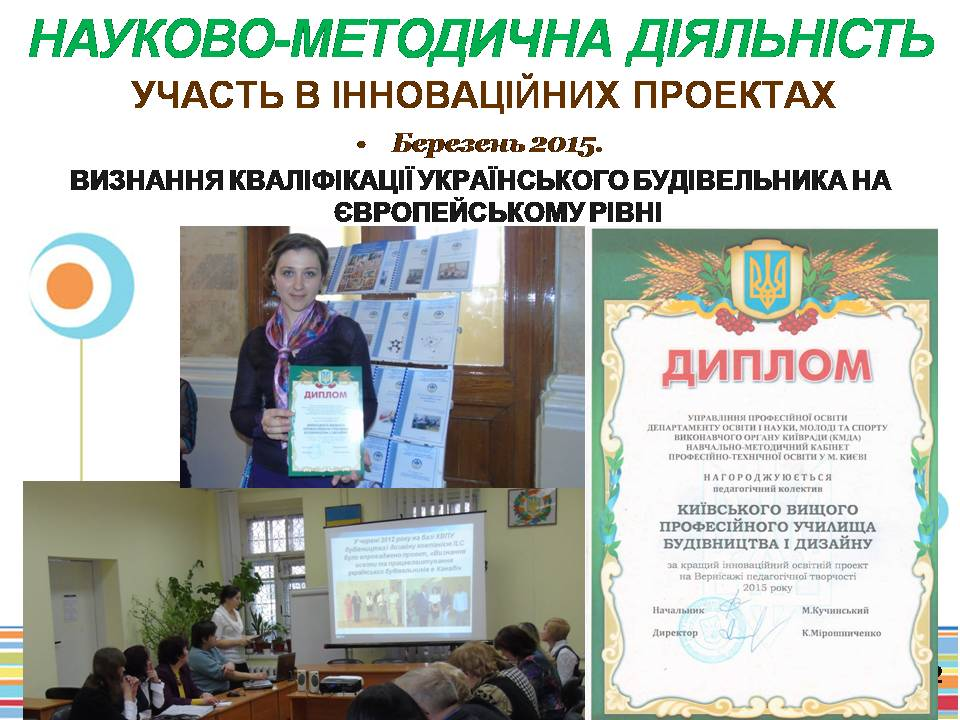 НАУКОВО-МЕТОДИЧНА ДІЯЛЬНІСТЬ
УЧАСТЬ В ІННОВАЦІЙНИХ ПРОЕКТАХ
• Березень 2015.
ВИЗНАННЯ КВАЛІФІКАЦІЇ УКРАЇНСЬКОГО БУДІВЕЛЬНИКА НА
ЄВРОПЕЙСЬКОМУ РІВНІ
ДИПЛОМ
ДИПЛОМ
УПРАВЛІННЯ ПРОФЕСІЙНОЇ ОСВІТИ
ДЕПАРТАМЕНТУ ОСВІТИ І НАУКИ, МОЛОДІ ТА СПОРТУ
ВИКОНАВЧОГО ОРГАНУ КИЇВРАДИ (КМДА)
НАВЧАЛЬНО-МЕТОДИЧНИЙ КАБІНЕТ
ПРОФЕСІЙНО-ТЕХНІЧНОЇ ОСВІТИ У М. КИЄВІ
НАГОРОДЖУЄТЬСЯ
педагогічний колектив
КИЇВСЬКОГО ВИЩОГО
ПРОФЕСІЙНОГО УЧИЛИЩА
БУДІВНИЦТВА І ДИЗАЙНУ
за кращий інноваційний освітній проект
на Вернісажі педагогічної творчості
2015 року
Начальник М.Кучинський
Директор К.Мірошниченко
У червні 2012 року на базі КВПУ
будівництва і дизайну компанією ILC
було впроваджено проект, «Визнання
освіти та працевлаштування
українських будівельників в Канаді»
2